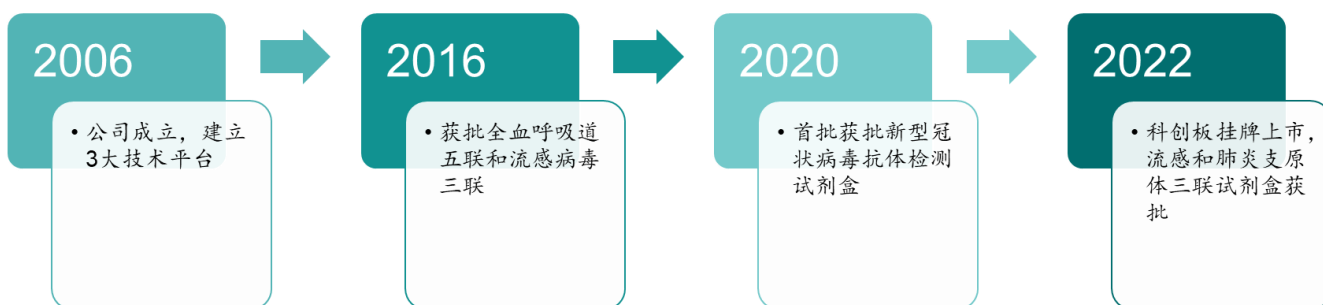 2006
• 公司成立，建立
3大技术平台
2016
• 获批全血呼吸道
五联和流感病毒
三联
2020
• 首批获批新型冠
状病毒抗体检测
试剂盒
2022
• 科创板挂牌上市，
流感和肺炎支原
体三联试剂盒获
批